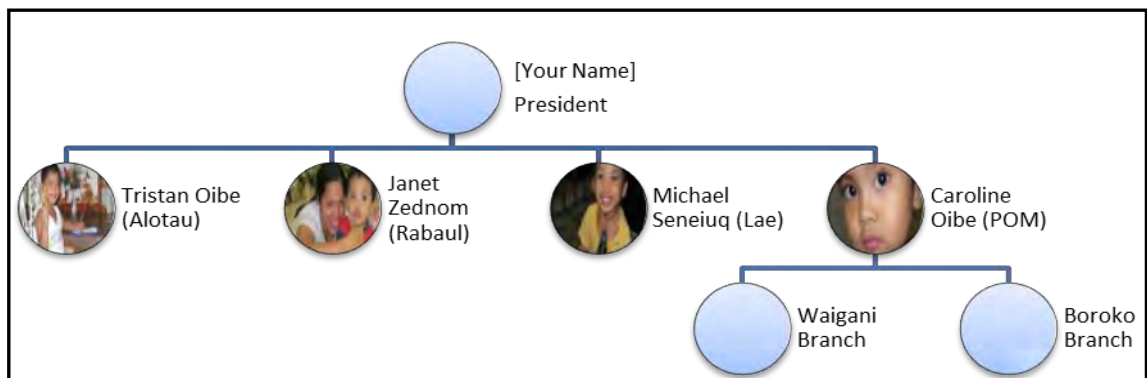 [Your Name]
President
Tristan Oibe
(Alotau)
Janet
Zednom
(Rabaul)
Michael
Seneiuq (Lae)
Caroline
Oibe (POM)
Waigani
Branch
Boroko
Branch